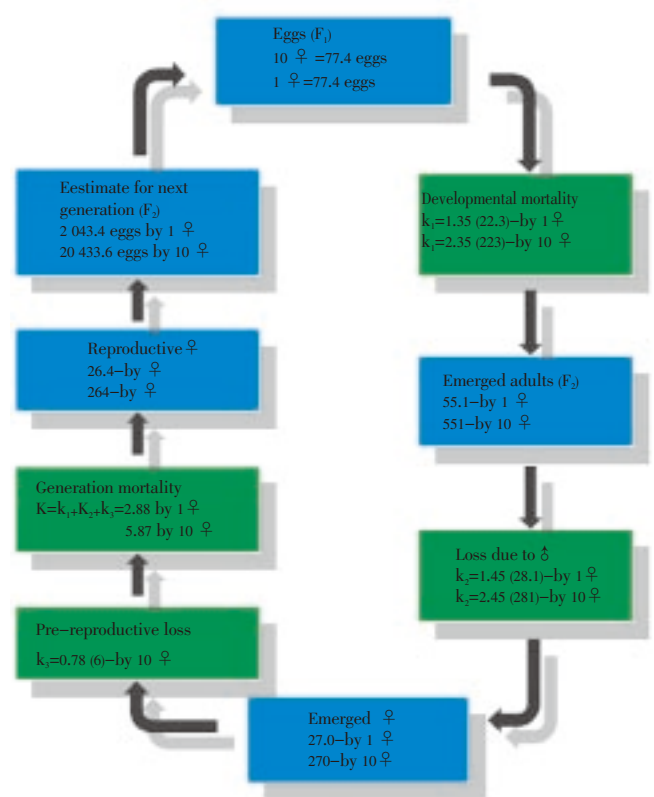 Eggs (F₁)
10 ♀ =77.4 eggs
1 ♀=77.4 eggs
Developmental mortality
k₁=1.35 (22.3)–by 1♀
k₁=2.35 (223)–by 10 ♀
Emerged adults (F₂)
55.1–by 1 ♀
551–by 10 ♀
Loss due to ♂
k₂=1.45 (28.1)–by 1♀
k₂=2.45 (281)–by 10♀
Emerged ♀
27.0–by 1 ♀
270–by 10♀
Pre–reproductive loss
k₃=0.78 (6)–by 10 ♀
Generation mortality
K=k₁+K₂+k₃=2.88 by 1♀
5.87 by 10 ♀
Reproductive ♀
26.4–by ♀
264–by ♀
Eestimate for next
generation (F₂)
2 043.4 eggs by 1 ♀
20 433.6 eggs by 10 ♀